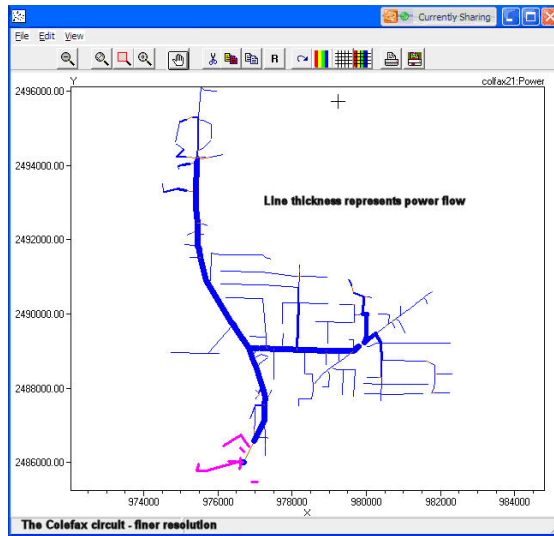 Currently Sharing
File Edit View
R
Y
colfax21:Power
2496000.00
Line thickness represents power flow
2494000.00
2492000.00
2490000.00
2488000.00
2486000.00
974000 976000 978000 980000 982000 984000
X
The Colefax circuit - finer resolution